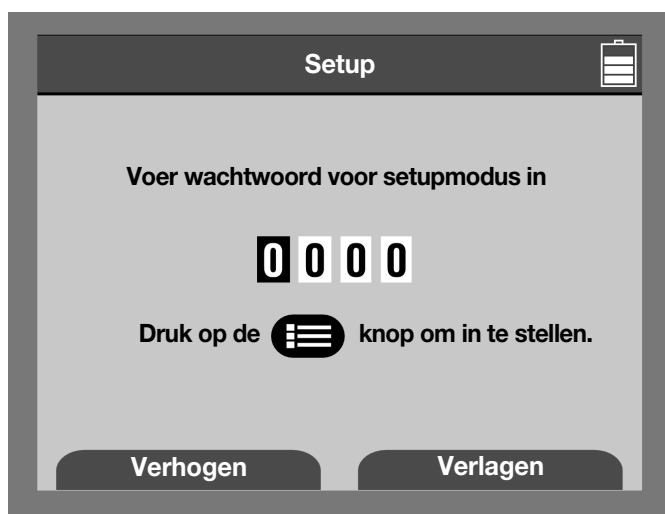 Setup
Voer wachtwoord voor setupmodus in
0 0 0 0
Druk op de knop om in te stellen.
Verhogen Verlagen